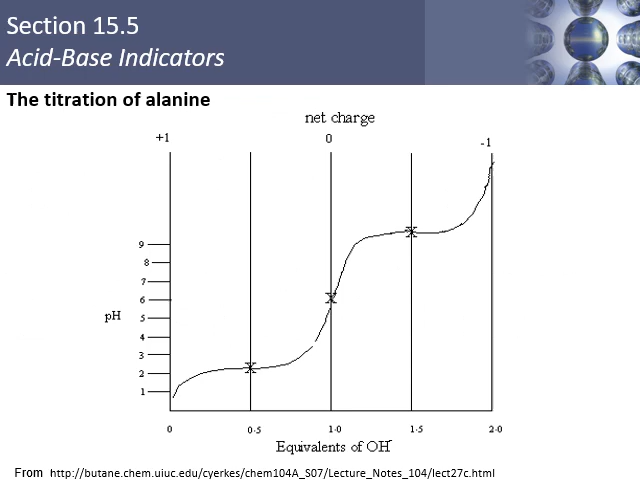 Section 15.5
Acid-Base Indicators
The titration of alanine
net charge
+1 0 -1
9
8
7
6
5
4
3
2
1
pH
0 0.5 1.0 1.5 2.0
Equivalents of OH⁻
From http://butane.chem.uiuc.edu/cyerkes/chem104A_S07/Lecture_Notes_104/lect27c.html